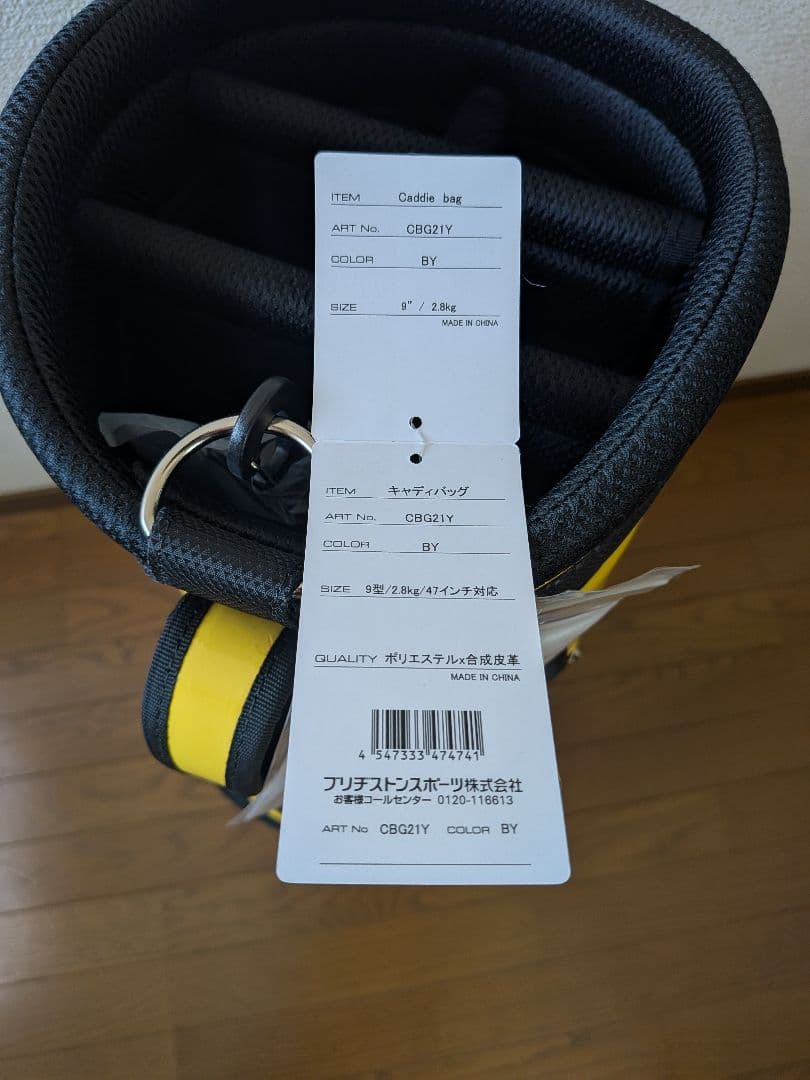 ITEM Caddie bag
ART No. CBG21Y
COLOR BY
SIZE 9" / 2.8kg
MADE IN CHINA
ITEM キャディバッグ
ART No. CBG21Y
COLOR BY
SIZE 9型/2.8kg/47インチ対応
QUALITY ポリエステルx合成皮革
MADE IN CHINA
4 547333 474741
ブリヂストンスポーツ株式会社
お客様コールセンター 0120-116613
ART No CBG21Y COLOR BY